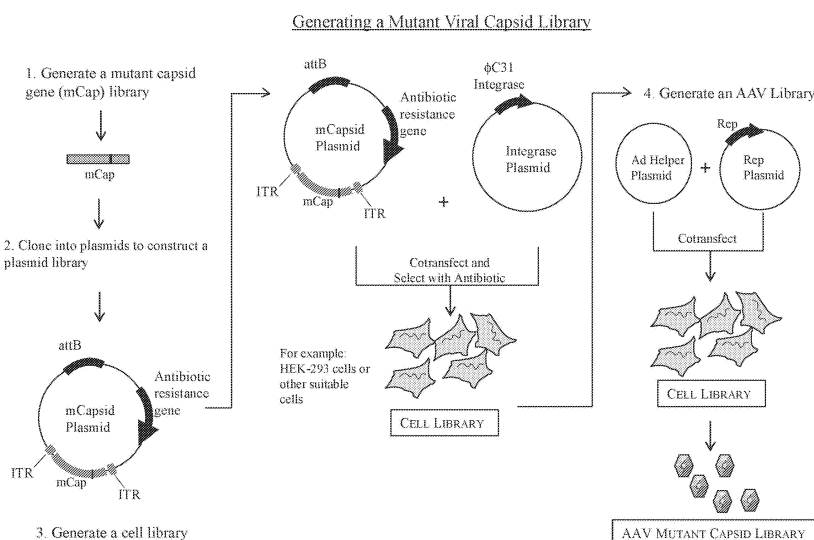 Generating a Mutant Viral Capsid Library
1. Generate a mutant capsid
gene (mCap) library
mCap
2. Clone into plasmids to construct a
plasmid library
attB
Antibiotic
resistance
gene
mCapsid
Plasmid
ITR
mCap
ITR
3. Generate a cell library
attB
Antibiotic
resistance
gene
mCapsid
Plasmid
ITR
mCap
ITR
+
ϕC31
Integrase
Integrase
Plasmid
Cotransfect and
Select with Antibiotic
For example:
HEK-293 cells or
other suitable
cells
CELL LIBRARY
4. Generate an AAV Library
Ad Helper
Plasmid
+
Rep
Rep
Plasmid
Cotransfect
CELL LIBRARY
AAV MUTANT CAPSID LIBRARY